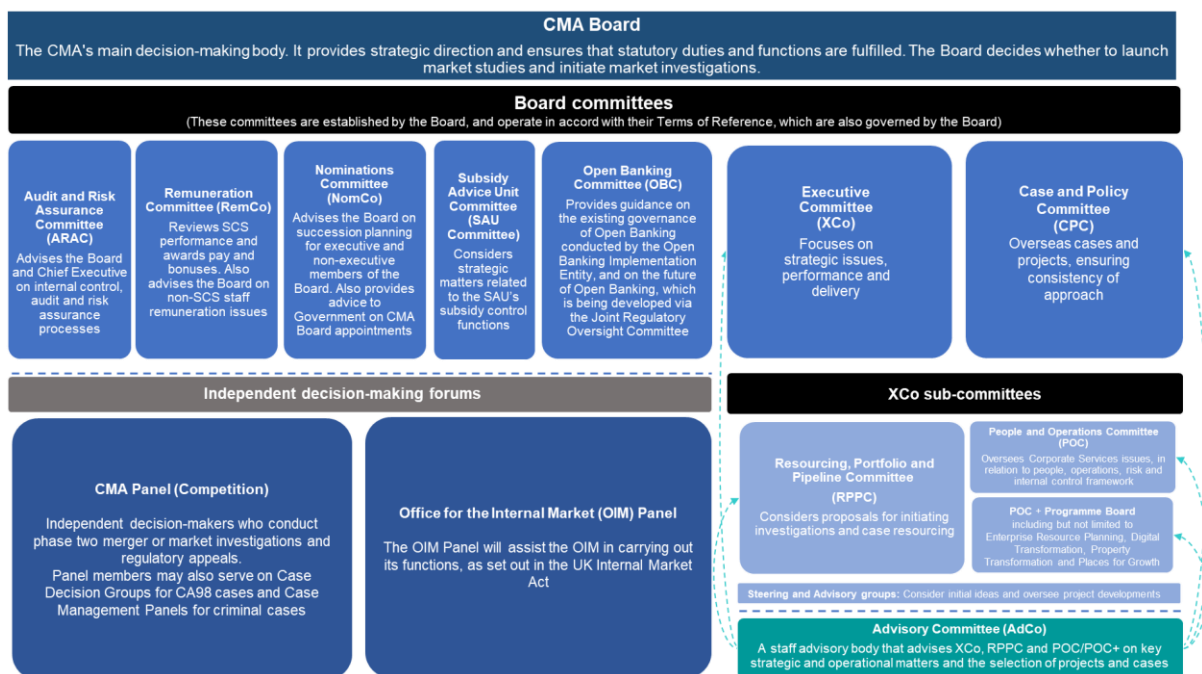 CMA Board
The CMA's main decision-making body. It provides strategic direction and ensures that statutory duties and functions are fulfilled. The Board decides whether to launch
market studies and initiate market investigations.
Board committees
(These committees are established by the Board, and operate in accord with their Terms of Reference, which are also governed by the Board)
Audit and Risk
Assurance
Committee
(ARAC)
Advises the Board
and Chief Executive
on internal control,
audit and risk
assurance
processes
Remuneration
Committee (RemCo)
Reviews SCS
performance and
awards pay and
bonuses. Also
advises the Board on
non-SCS staff
remuneration issues
Nominations
Committee
(NomCo)
Advises the Board on
succession planning
for executive and
non-executive
members of the
Board. Also provides
advice to
Government on CMA
Board appointments
Subsidy
Advice Unit
Committee
(SAU
Committee)
Considers
strategic
matters related
to the SAU's
subsidy control
functions
Open Banking
Committee (OBC)
Provides guidance on
the existing governance
of Open Banking
conducted by the Open
Banking Implementation
Entity, and on the future
of Open Banking, which
is being developed via
the Joint Regulatory
Oversight Committee
Executive
Committee
(XCo)
Focuses on
strategic issues,
performance and
delivery
Case and Policy
Committee
(CPC)
Overseas cases and
projects, ensuring
consistency of
approach
Independent decision-making forums
CMA Panel (Competition)
Independent decision-makers who conduct
phase two merger or market investigations and
regulatory appeals.
Panel members may also serve on Case
Decision Groups for CA98 cases and Case
Management Panels for criminal cases
Office for the Internal Market (OIM) Panel
The OIM Panel will assist the OIM in carrying out
its functions, as set out in the UK Internal Market
Act
XCo sub-committees
Resourcing, Portfolio and
Pipeline Committee
(RPPC)
Considers proposals for initiating
investigations and case resourcing
People and Operations Committee
(POC)
Oversees Corporate Services issues, in
relation to people, operations, risk and
internal control framework
POC + Programme Board
including but not limited to
Enterprise Resource Planning, Digital
Transformation, Property
Transformation and Places for Growth
Steering and Advisory groups: Consider initial ideas and oversee project developments
Advisory Committee (AdCo)
A staff advisory body that advises XCo, RPPC and POC/POC+ on key
strategic and operational matters and the selection of projects and cases